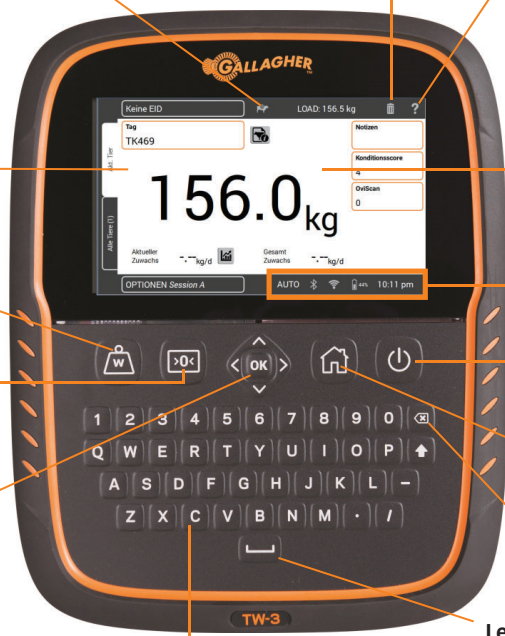 GALLAGHER
Keine EID
LOAD: 156.5 kg
?
Tag
TK469
Notizen
Akt. Tier
Konditionsscore
4
156.0kg
OviScan
0
Alle Tiere (1)
Aktueller
Zuwachs
-.--kg/d
Gesamt
Zuwachs
-.--kg/d
OPTIONEN Session A
AUTO
44%
10:11 pm
W
>0<
< OK >
1 2 3 4 5 6 7 8 9 0
Q W E R T Y U I O P
A S D F G H J K L -
Z X C V B N M . /
TW-3
Le